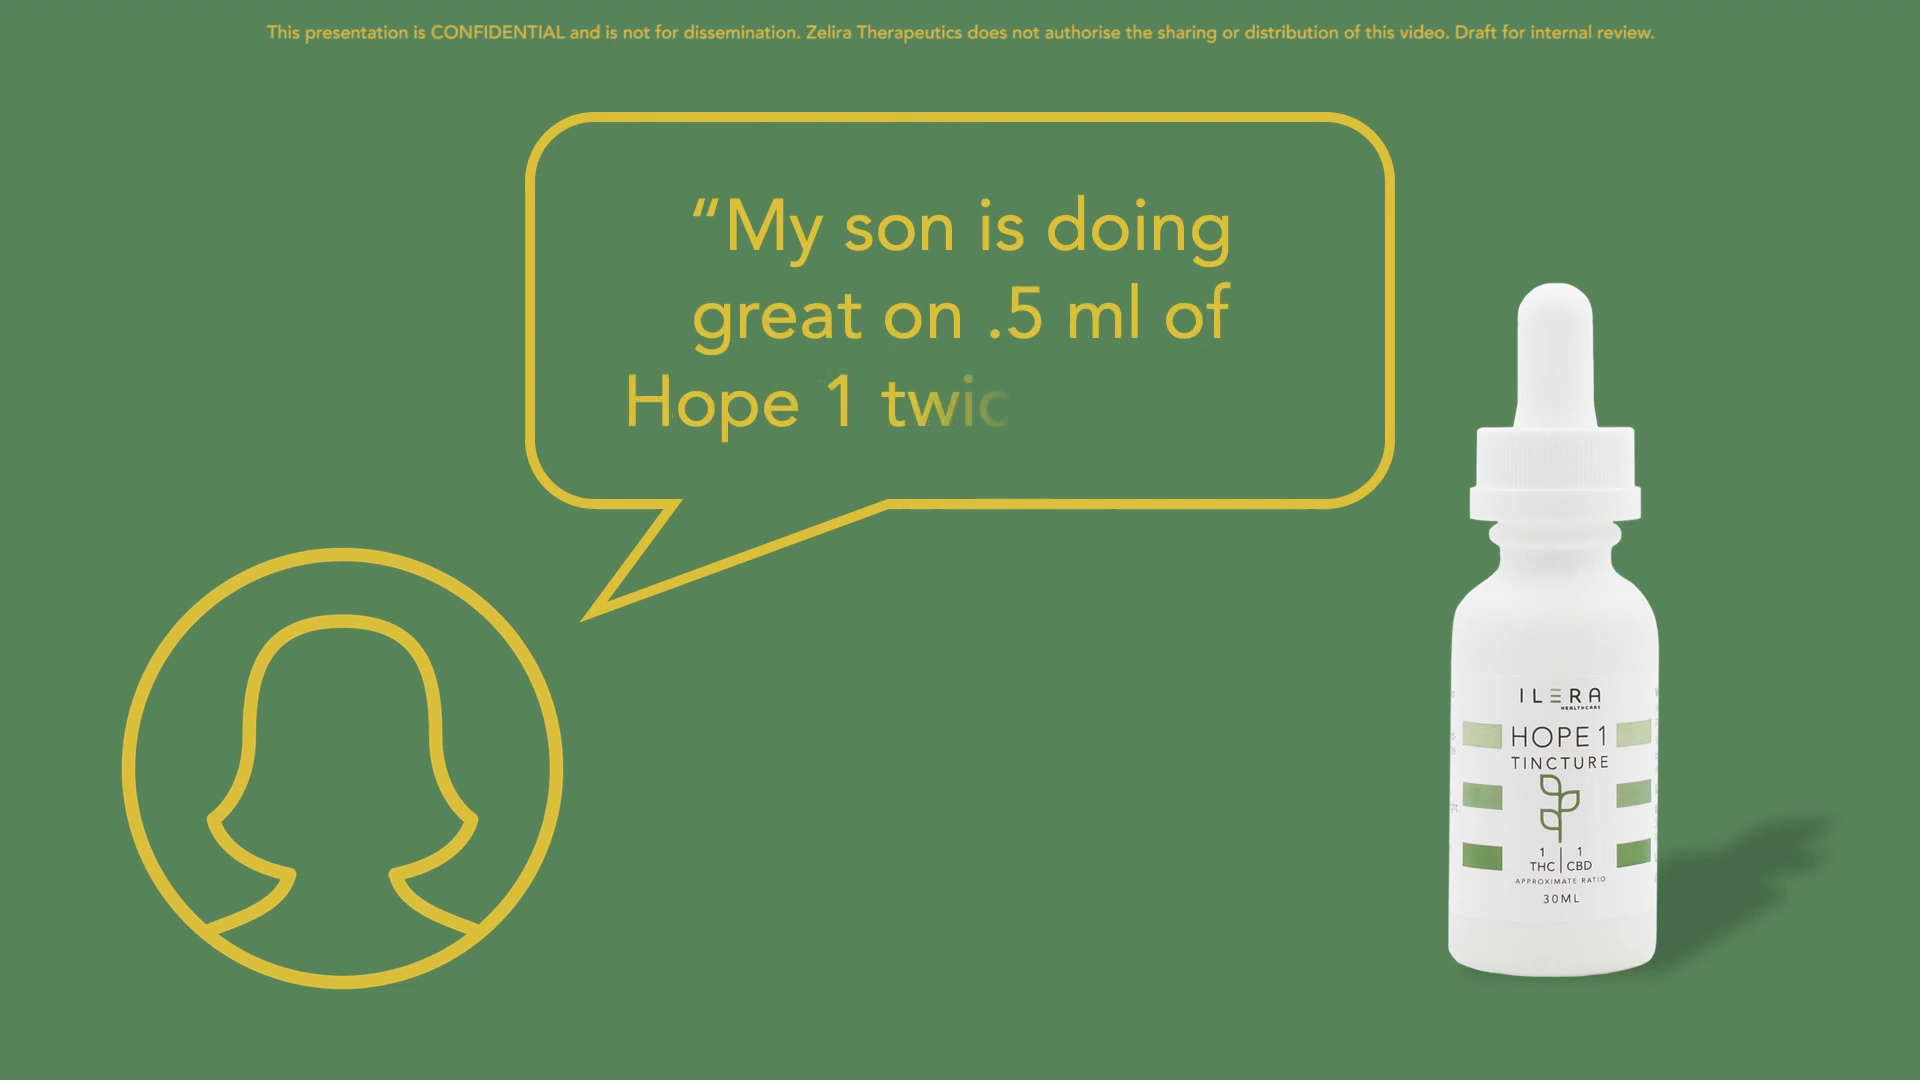 This presentation is CONFIDENTIAL and is not for dissemination. Zelira Therapeutics does not authorise the sharing or distribution of this video. Draft for internal review.
“My son is doing
great on .5 ml of
Hope 1 twic
ILERA
HEALTHCARE
HOPE 1
TINCTURE
1 | 1
THC | CBD
APPROXIMATE RATIO
30ML